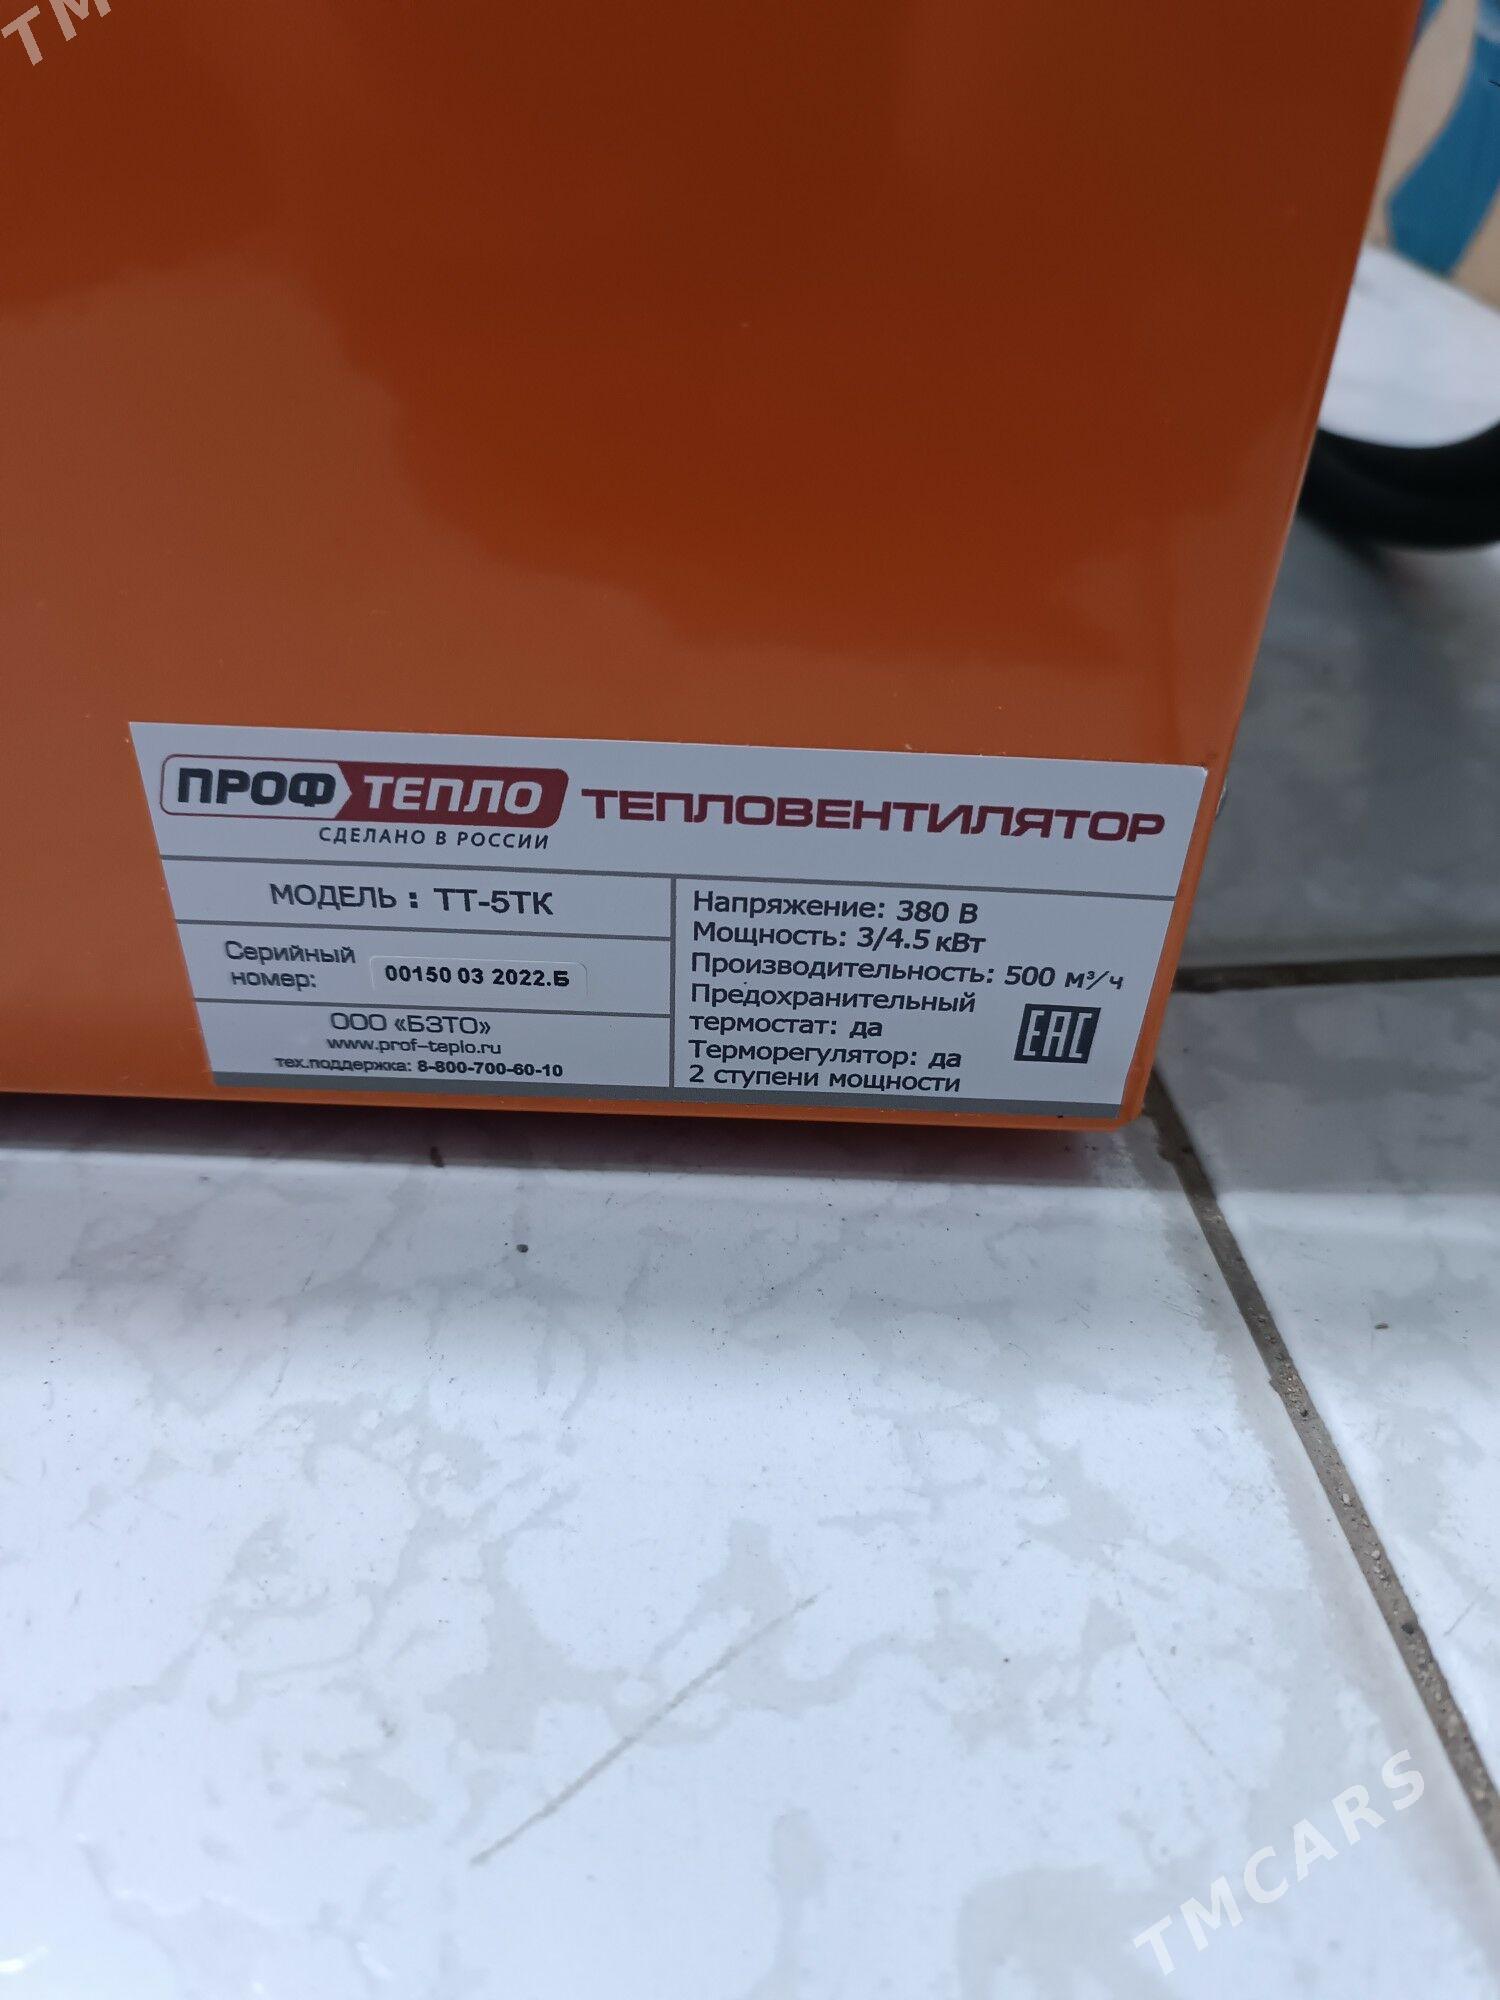 TM
ПРОФ ТЕПЛО ТЕПЛОВЕНТИЛЯТОР
СДЕЛАНО В РОССИИ
МОДЕЛЬ : ТТ-5ТК
Серийный
номер: 00150 03 2022.Б
ООО «БЗТО»
www.prof-teplo.ru
тех.поддержка: 8-800-700-60-10
Напряжение: 380 В
Мощность: 3/4.5 кВт
Производительность: 500 м³/ч
Предохранительный
термостат: да
Терморегулятор: да
2 ступени мощности
EAC
TMCARS